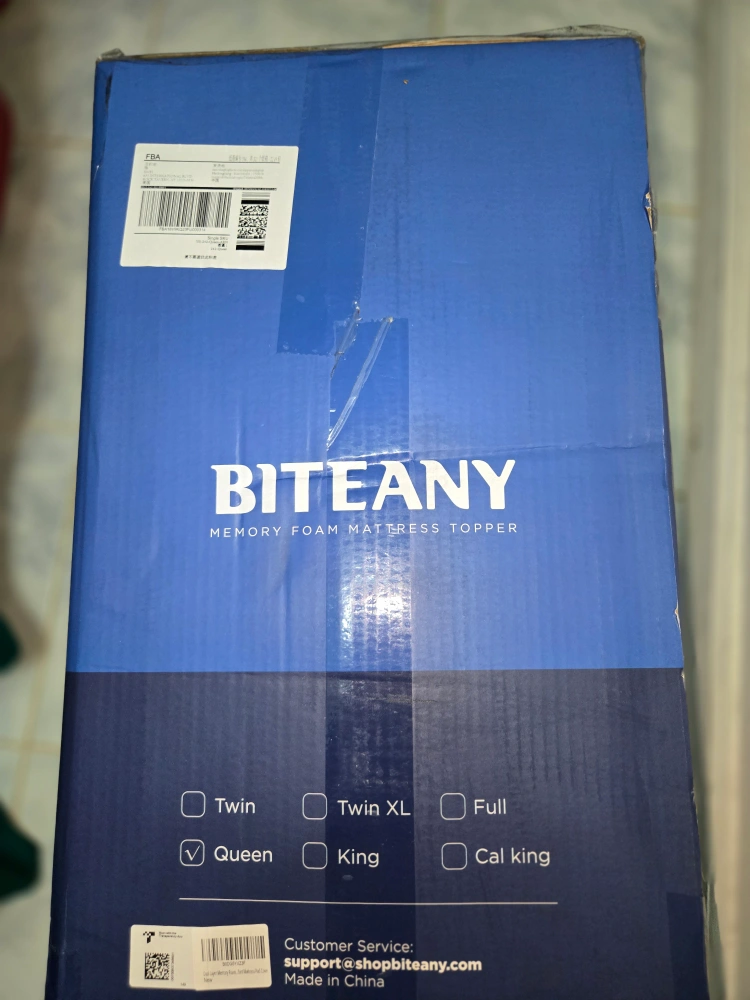 FBA
BITEANY
MEMORY FOAM MATTRESS TOPPER
Twin
Twin XL
Full
Queen
King
Cal king
Customer Service:
support@shopbiteany.com
Made in China